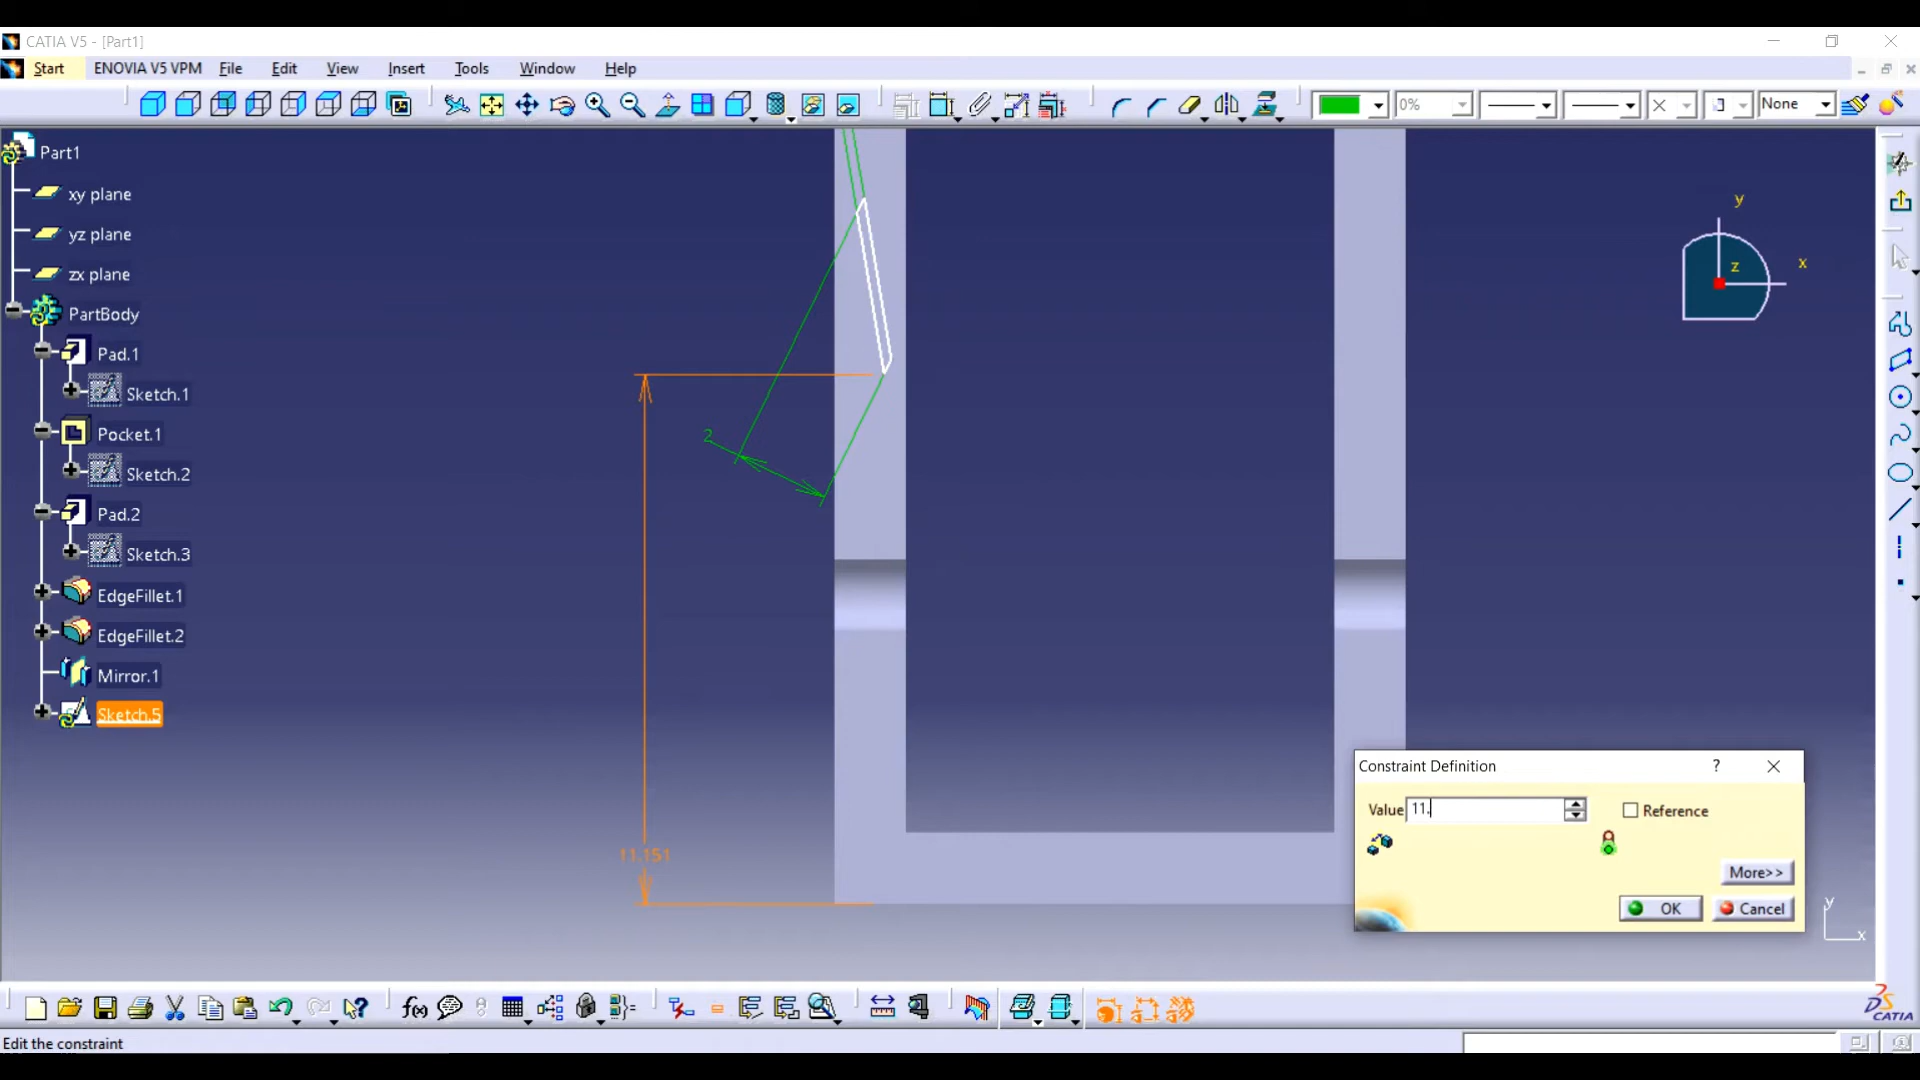 CATIA V5 - [Part1]
Start ENOVIA V5 VPM File Edit View Insert Tools Window Help
0% None
Part1
xy plane
yz plane
zx plane
PartBody
Pad.1
Sketch.1
Pocket.1
Sketch.2
Pad.2
Sketch.3
EdgeFillet.1
EdgeFillet.2
Mirror.1
Sketch.5
y
x
z
2
11.151
Constraint Definition ?
Value 11. Reference
More>>
OK Cancel
y
x
f(x)
CATIA
Edit the constraint